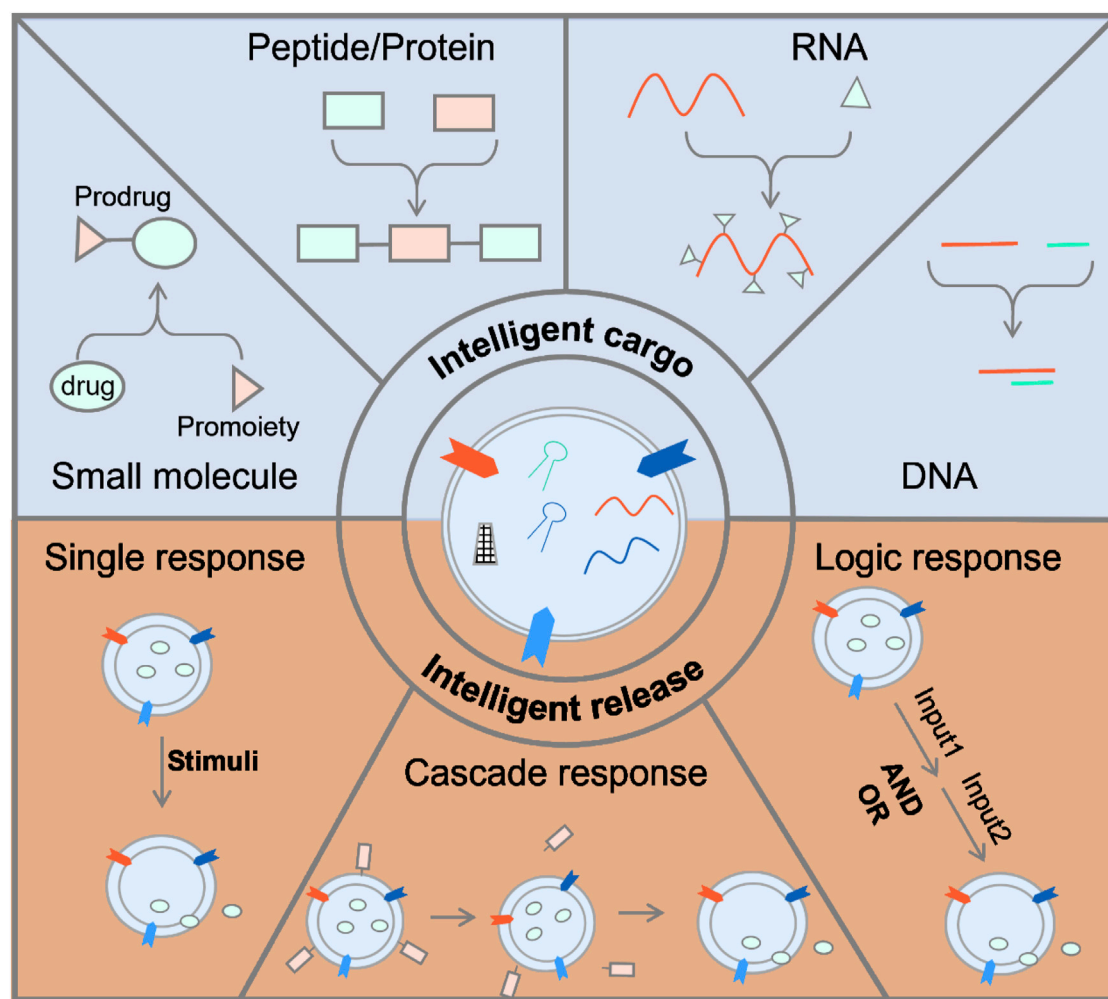 Peptide/Protein
RNA
Prodrug
drug
Promoiety
Small molecule
DNA
Intelligent cargo
Intelligent release
Single response
Stimuli
Cascade response
Logic response
Input1
AND
OR
Input2